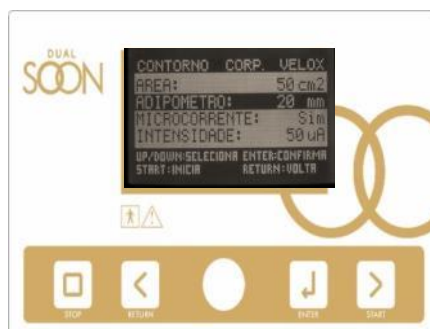 DUAL
SOON
CONTORNO CORP. VELOX
AREA: 50 cm2
ADIPOMETRO: 20 mm
MICROCORRENTE: Sim
INTENSIDADE: 50 uA
UP/DOWN:SELECIONA ENTER:CONFIRMA
START:INICIA RETURN:VOLTA
STOP
RETURN
ENTER
START